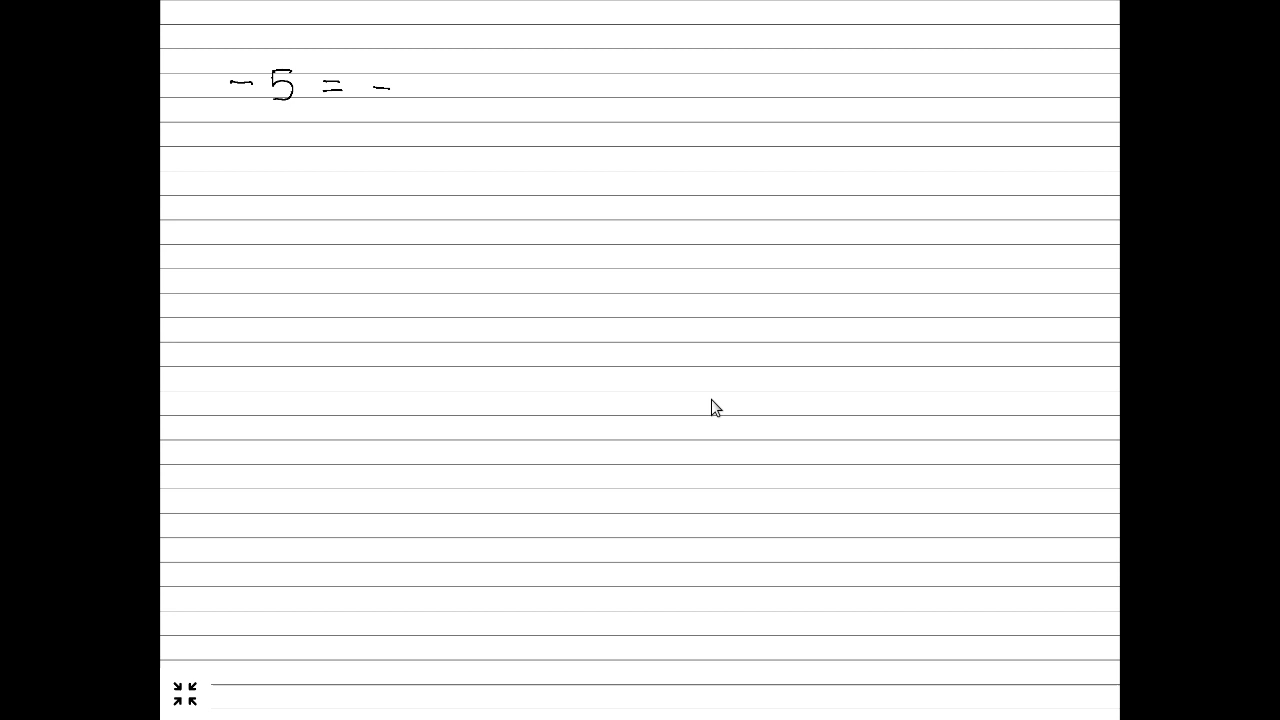 - 5 = -